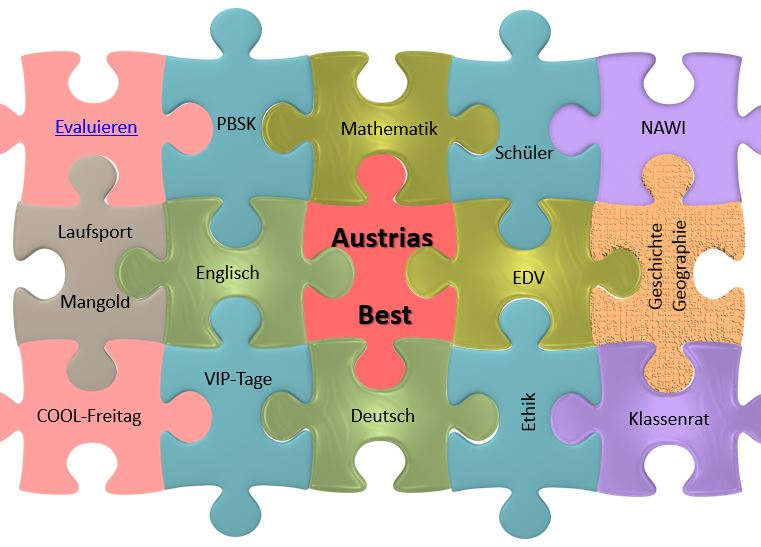 Evaluieren
PBSK
Mathematik
Schüler
NAWI
Laufsport
Mangold
Englisch
Austrias
Best
EDV
Geschichte
Geographie
COOL-Freitag
VIP-Tage
Deutsch
Ethik
Klassenrat